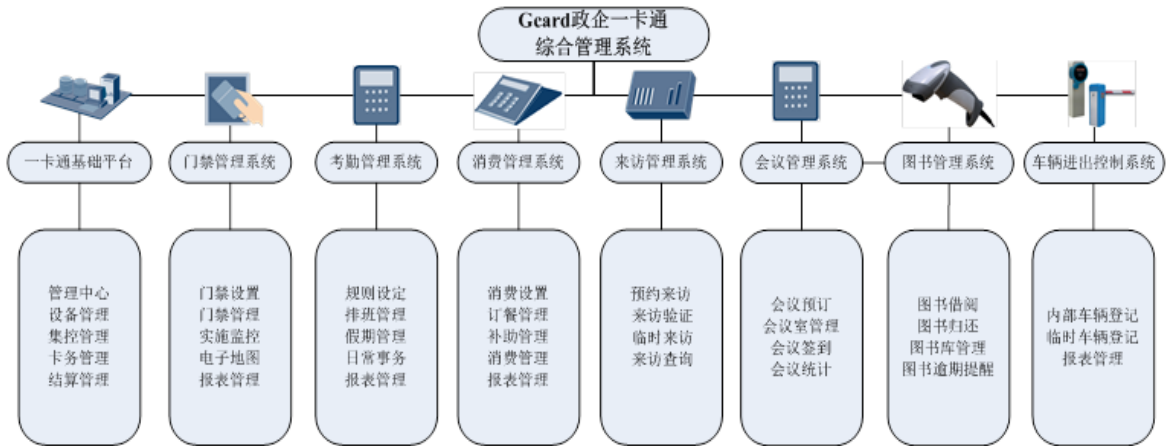 Gcard政企一卡通
综合管理系统
一卡通基础平台
门禁管理系统
考勤管理系统
消费管理系统
来访管理系统
会议管理系统
图书管理系统
车辆进出控制系统
管理中心
设备管理
集控管理
卡务管理
结算管理
门禁设置
门禁管理
实施监控
电子地图
报表管理
规则设定
排班管理
假期管理
日常事务
报表管理
消费设置
订餐管理
补助管理
消费管理
报表管理
预约来访
来访验证
临时来访
来访查询
会议预订
会议室管理
会议签到
会议统计
图书借阅
图书归还
图书库管理
图书逾期提醒
内部车辆登记
临时车辆登记
报表管理